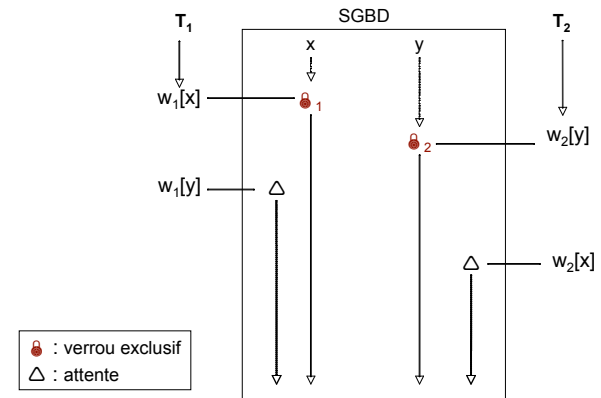 SGBD
T1
T2
x
y
w1[x]
1
2
w2[y]
w1[y]
w2[x]
: verrou exclusif
: attente